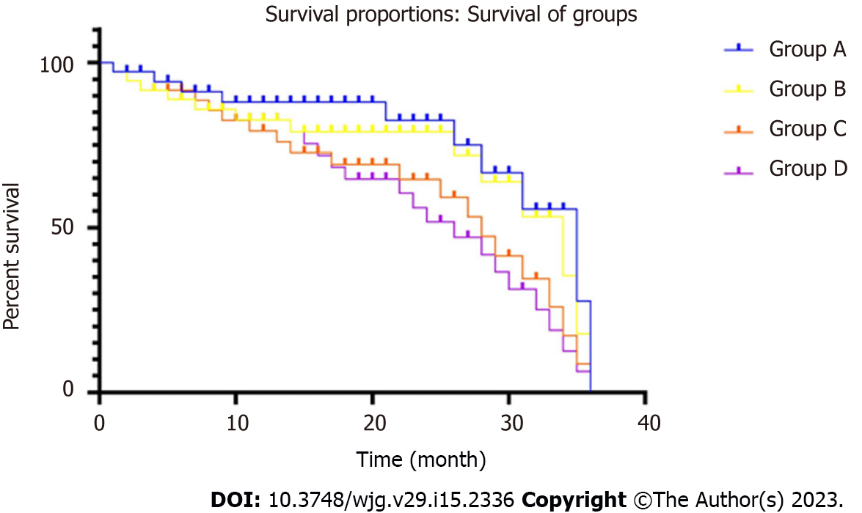 Survival proportions: Survival of groups
Group A
Group B
Group C
Group D
Percent survival
100
50
0
0
10
20
30
40
Time (month)
DOI: 10.3748/wjg.v29.i15.2336 Copyright ©The Author(s) 2023.